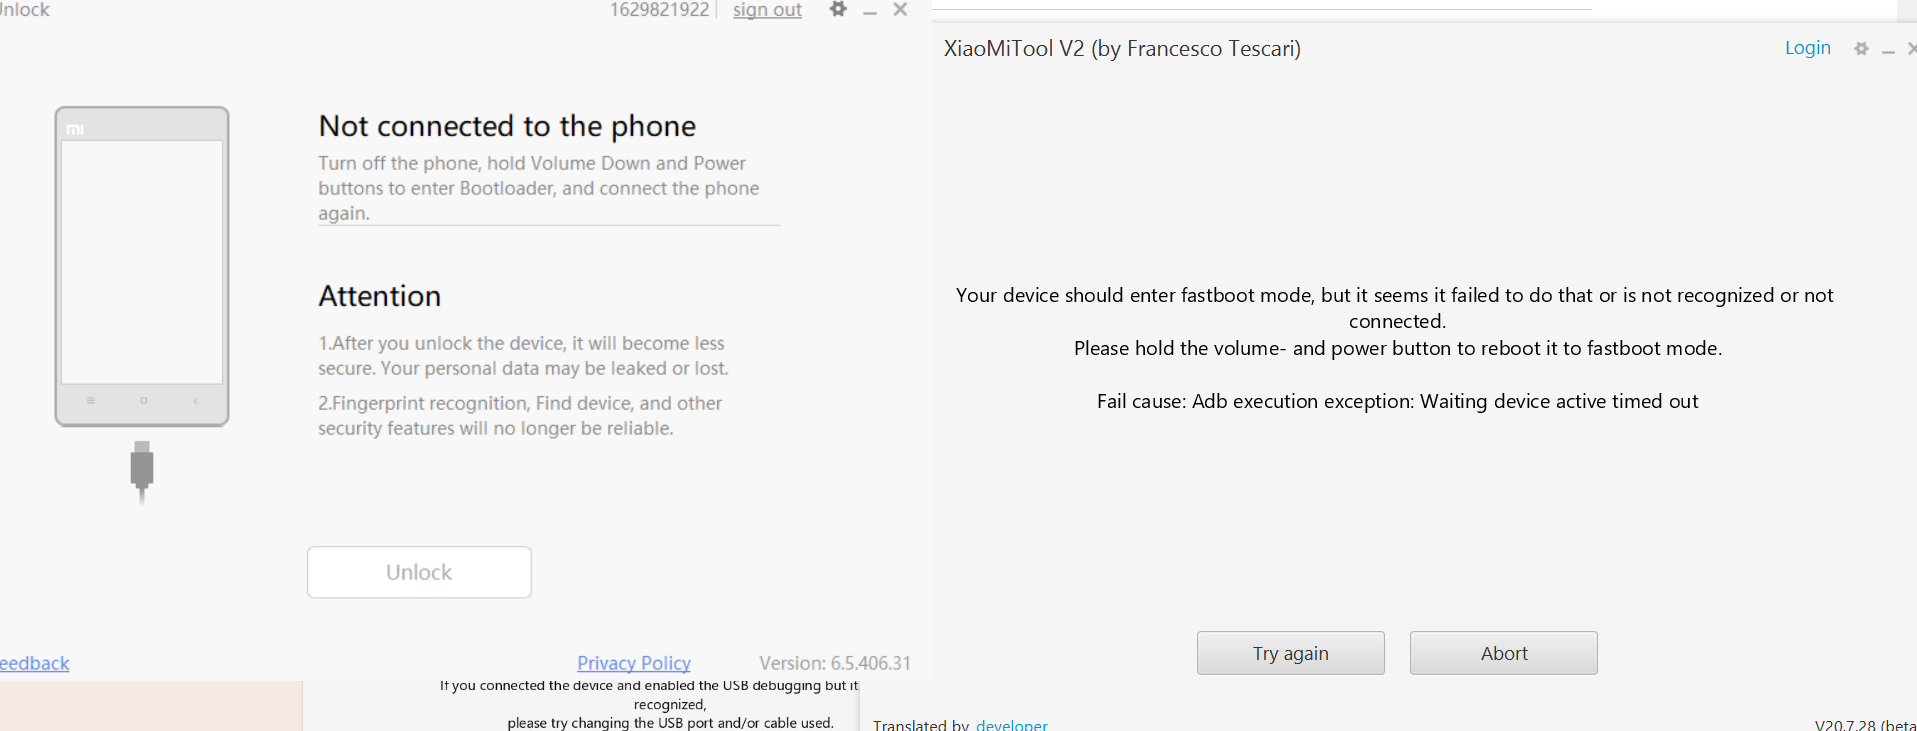 Unlock
1629821922 sign out
mi
Not connected to the phone
Turn off the phone, hold Volume Down and Power
buttons to enter Bootloader, and connect the phone
again.
Attention
1.After you unlock the device, it will become less
secure. Your personal data may be leaked or lost.
2.Fingerprint recognition, Find device, and other
security features will no longer be reliable.
Unlock
eedback
Privacy Policy
Version: 6.5.406.31
If you connected the device and enabled the USB debugging but it
recognized,
please try changing the USB port and/or cable used.
XiaoMiTool V2 (by Francesco Tescari)
Login
Your device should enter fastboot mode, but it seems it failed to do that or is not recognized or not
connected.
Please hold the volume- and power button to reboot it to fastboot mode.
Fail cause: Adb execution exception: Waiting device active timed out
Try again
Abort
Translated by developer
V20.7.28 (beta